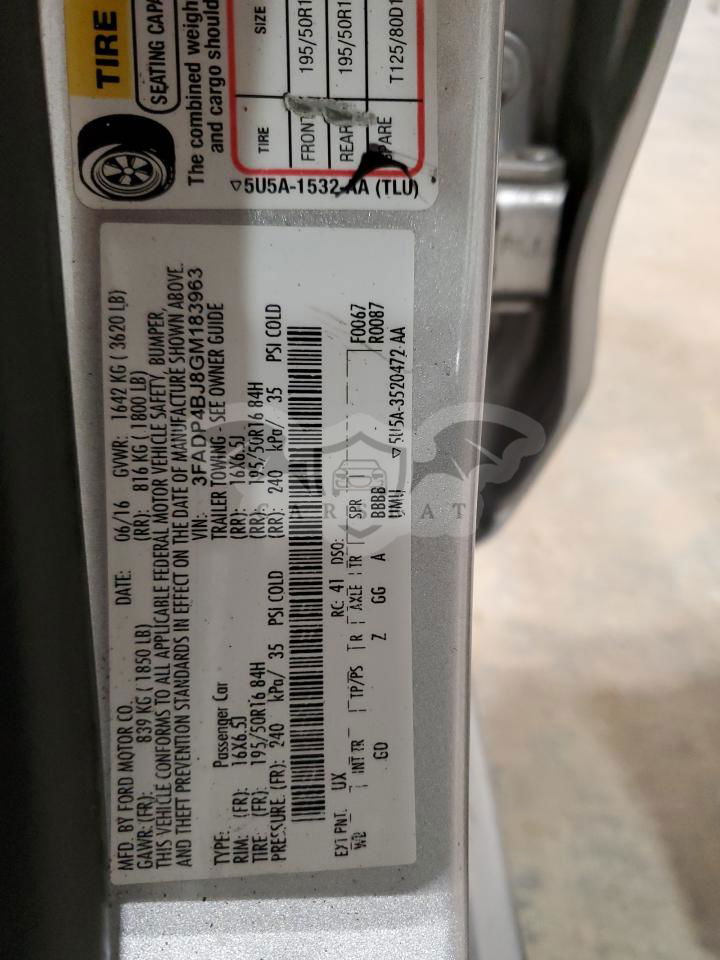 TIRE
SEATING CAPA
The combined weigh
and cargo should
TIRE SIZE
FRONT 195/50R1
REAR 195/50R1
SPARE T125/80D1
5U5A-1532-AA (TLU)
MFD. BY FORD MOTOR CO. DATE: 06/16 GVWR: 1642 KG ( 3620 LB)
GAWR:(FR): 839 KG ( 1850 LB) (RR): 816 KG ( 1800 LB)
THIS VEHICLE CONFORMS TO ALL APPLICABLE FEDERAL MOTOR VEHICLE SAFETY, BUMPER,
AND THEFT PREVENTION STANDARDS IN EFFECT ON THE DATE OF MANUFACTURE SHOWN ABOVE.
VIN: 3FADP4BJ8GM183963
TYPE: Passenger Car TRAILER TOWING - SEE OWNER GUIDE
RIM: (FR): 16X6.5J (RR): 16X6.5J
TIRE: (FR): 195/50R16 84H (RR): 195/50R16 84H
PRESSURE (FR): 240 kPa/ 35 PSI COLD (RR): 240 kPa/ 35 PSI COLD
EXT PNT: UX RC: 41 DSO: F0067
WB INT TR TP/PS R AXLE TR SPR R0087
GD Z GG A BBBB
UMU 5U5A-3520472-AA